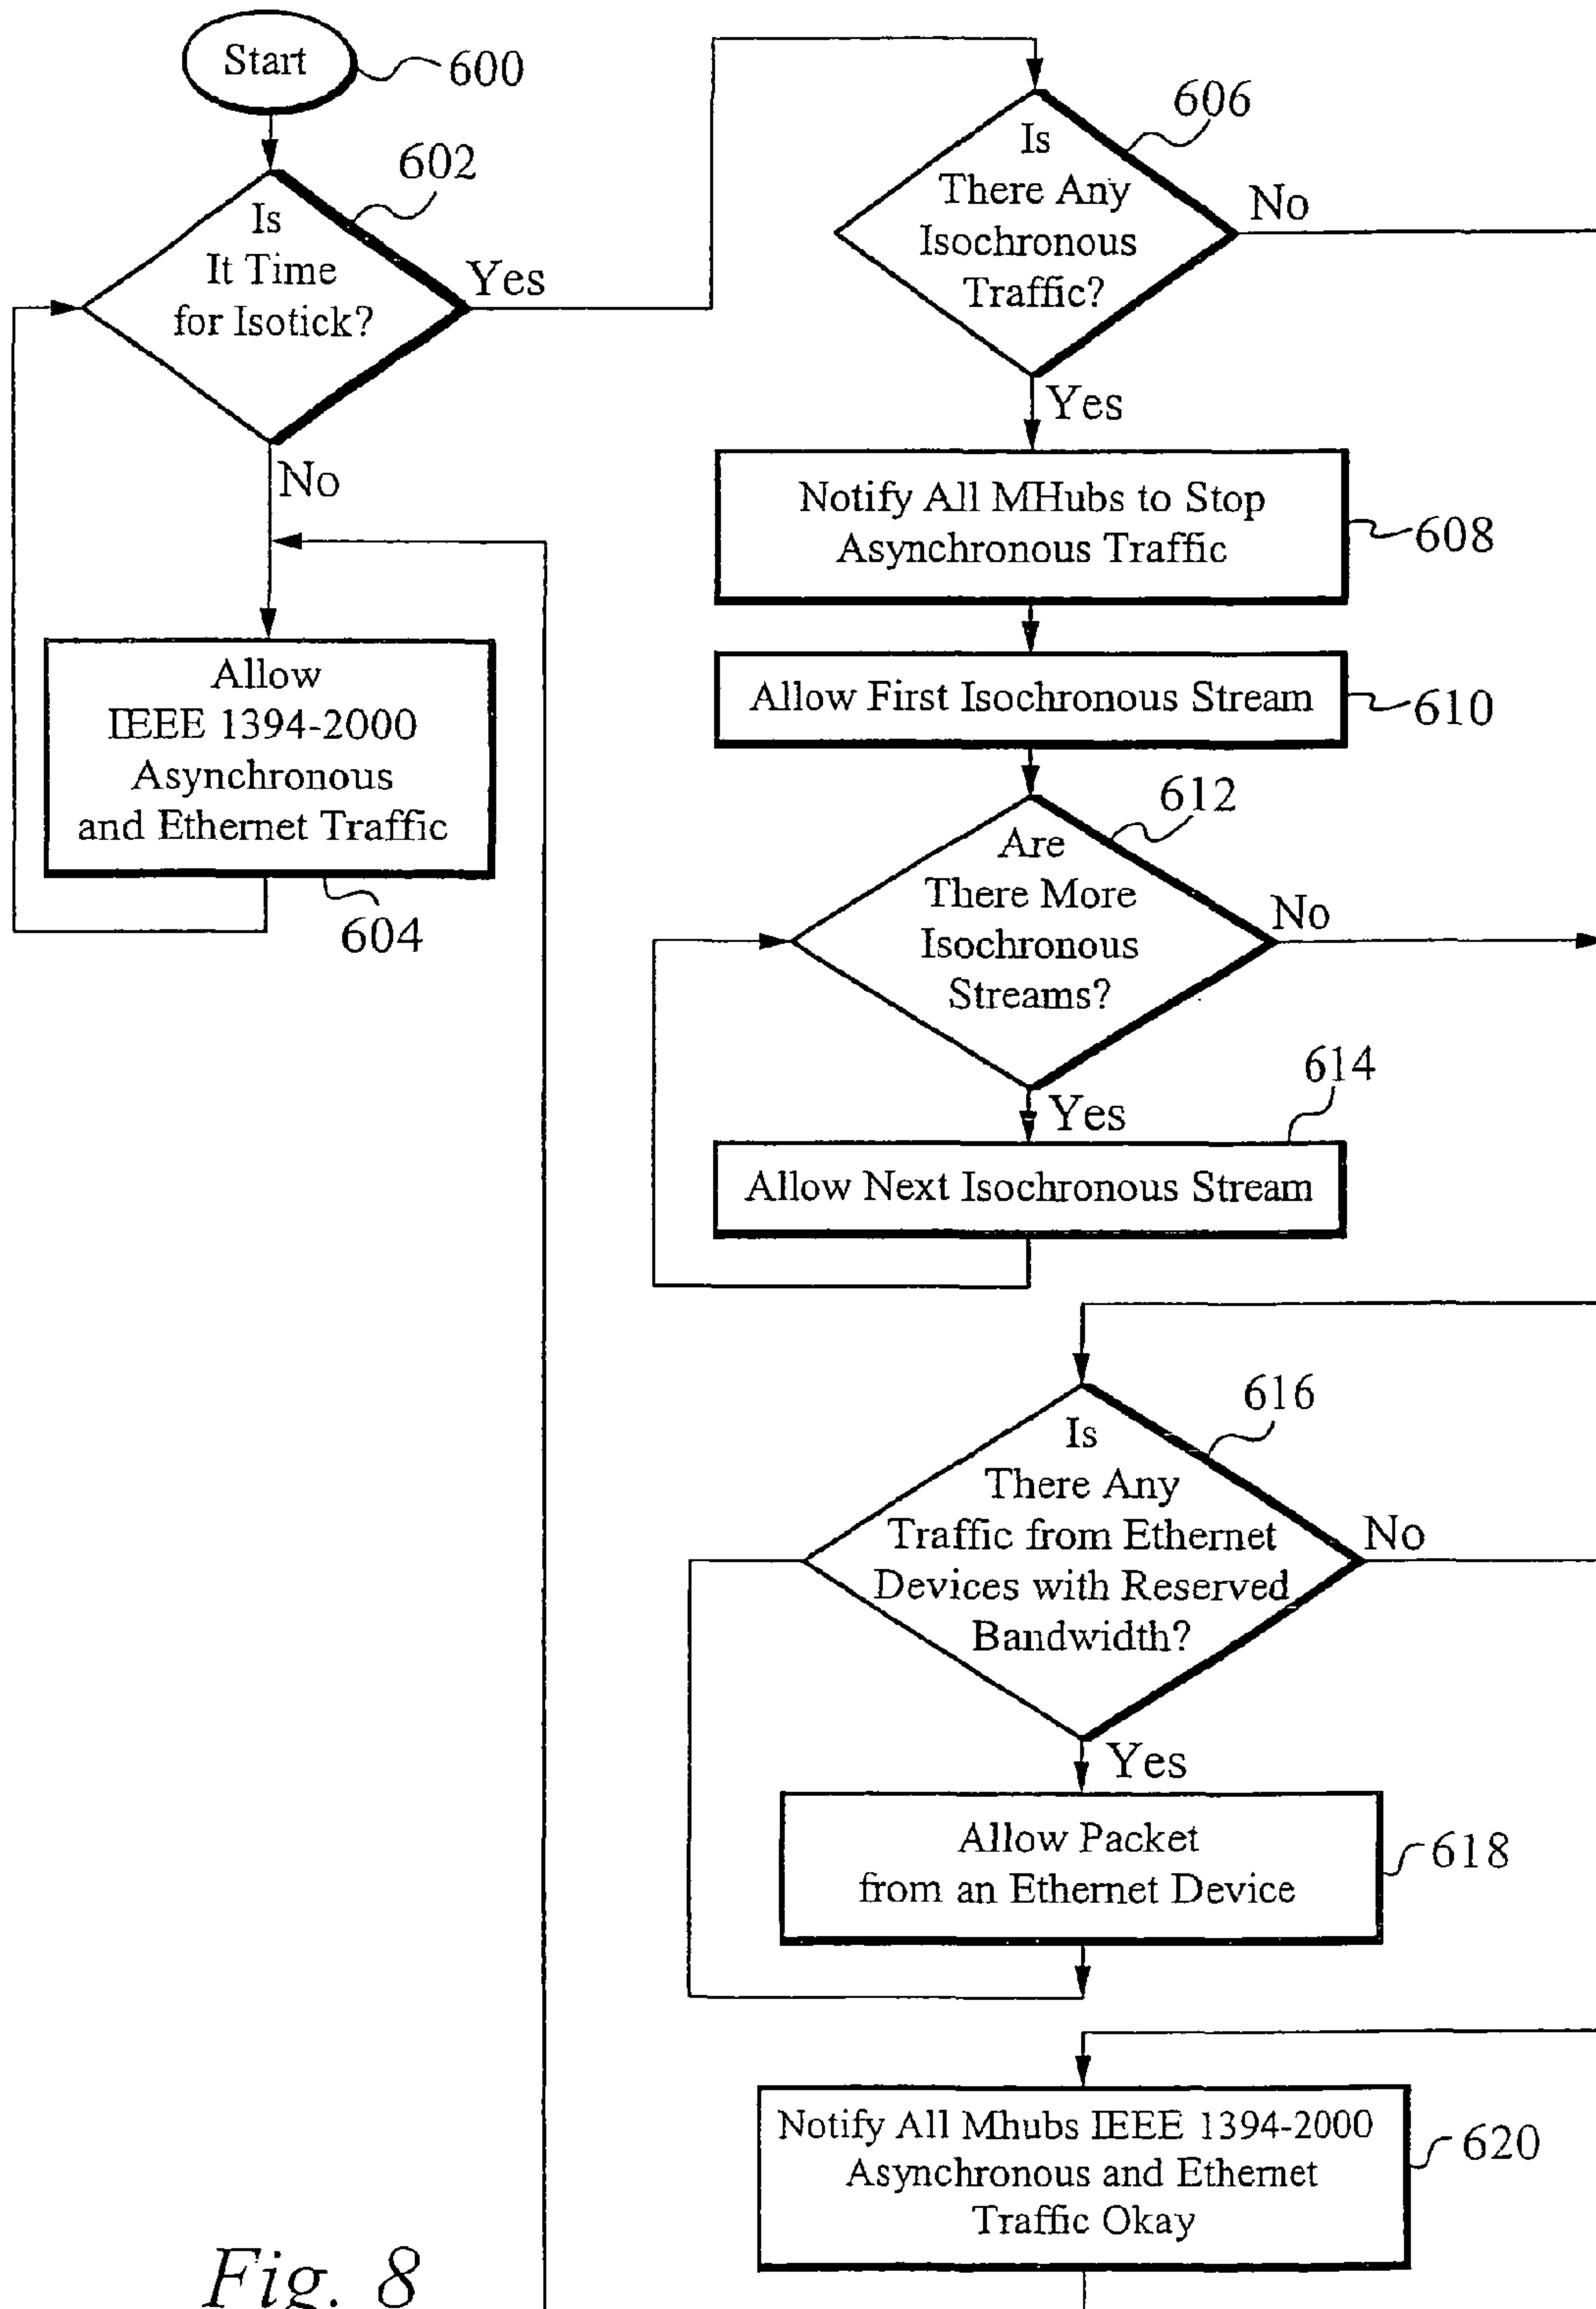 Start
600
602
Is
It Time
for Isotick?
Yes
No
Allow
IEEE 1394-2000
Asynchronous
and Ethernet Traffic
604
606
Is
There Any
Isochronous
Traffic?
No
Yes
Notify All MHubs to Stop
Asynchronous Traffic
608
Allow First Isochronous Stream
610
612
Are
There More
Isochronous
Streams?
No
Yes
614
Allow Next Isochronous Stream
616
Is
There Any
Traffic from Ethernet
Devices with Reserved
Bandwidth?
No
Yes
Allow Packet
from an Ethernet Device
618
Notify All Mhubs IEEE 1394-2000
Asynchronous and Ethernet
Traffic Okay
620
Fig. 8